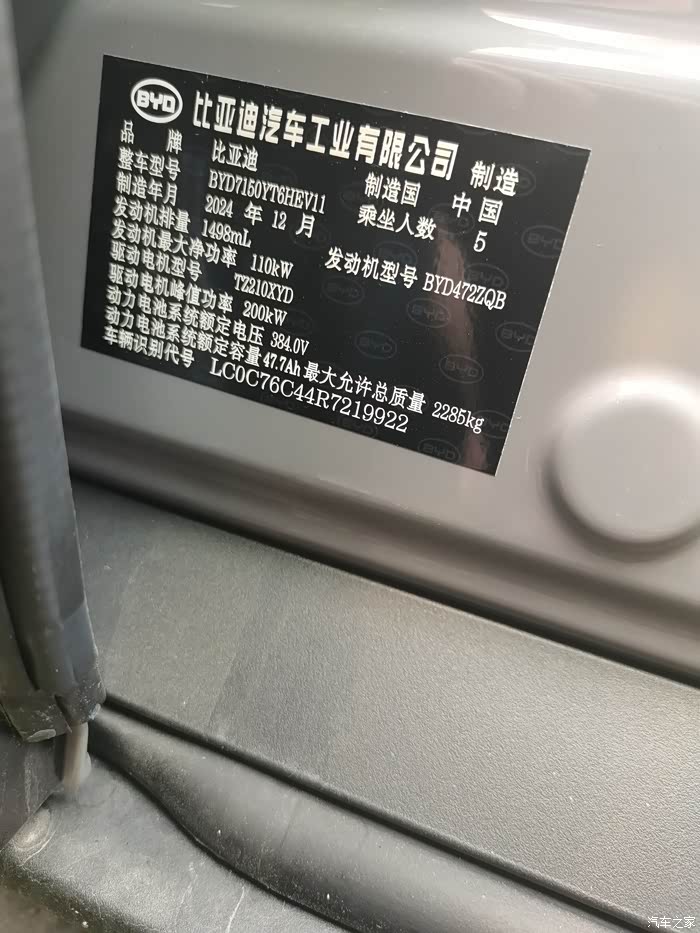 BYD 比亚迪汽车工业有限公司 制造
品牌 比亚迪 制造国 中国
整车型号 BYD7150YT6HEV11 乘坐人数 5
制造年月 2024 年 12 月
发动机排量 1498mL 发动机型号 BYD472ZQB
发动机最大净功率 110kW
驱动电机型号 TZ210XYD
驱动电机峰值功率 200kW
动力电池系统额定电压 384.0V
动力电池系统额定容量 47.7Ah 最大允许总质量 2285kg
车辆识别代号 LC0C76C44R7219922
汽车之家